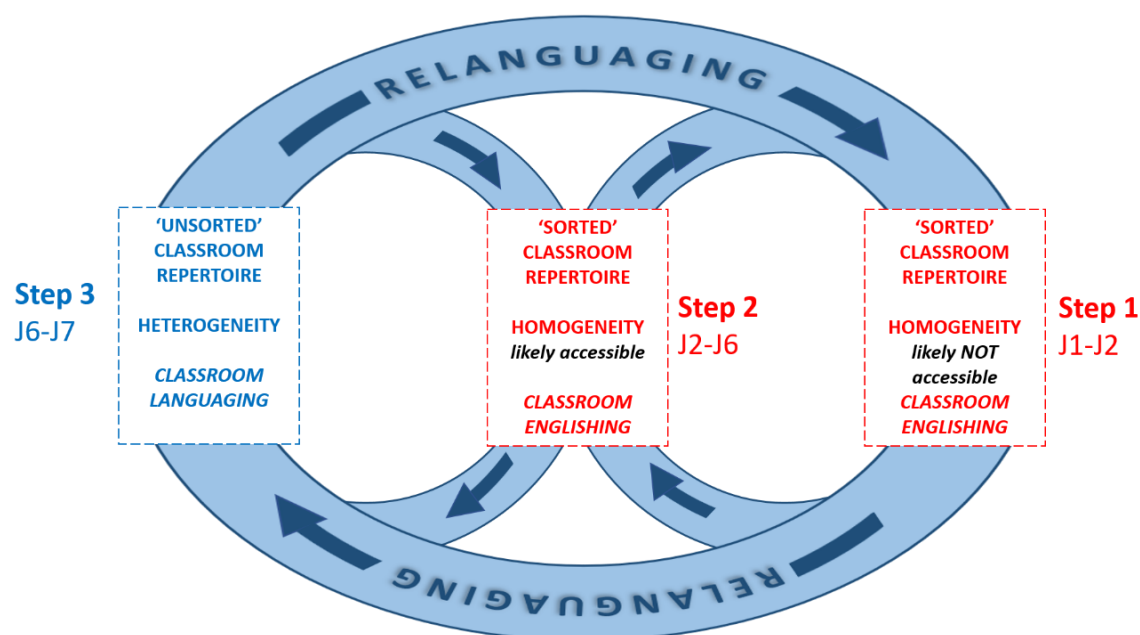 RELANGUAGING
Step 3
J6-J7
‘UNSORTED’
CLASSROOM
REPERTOIRE
HETEROGENEITY
CLASSROOM
LANGUAGING
‘SORTED’
CLASSROOM
REPERTOIRE
HOMOGENEITY
likely accessible
CLASSROOM
ENGLISHING
Step 2
J2-J6
‘SORTED’
CLASSROOM
REPERTOIRE
HOMOGENEITY
likely NOT
accessible
CLASSROOM
ENGLISHING
Step 1
J1-J2
RELANGUAGING